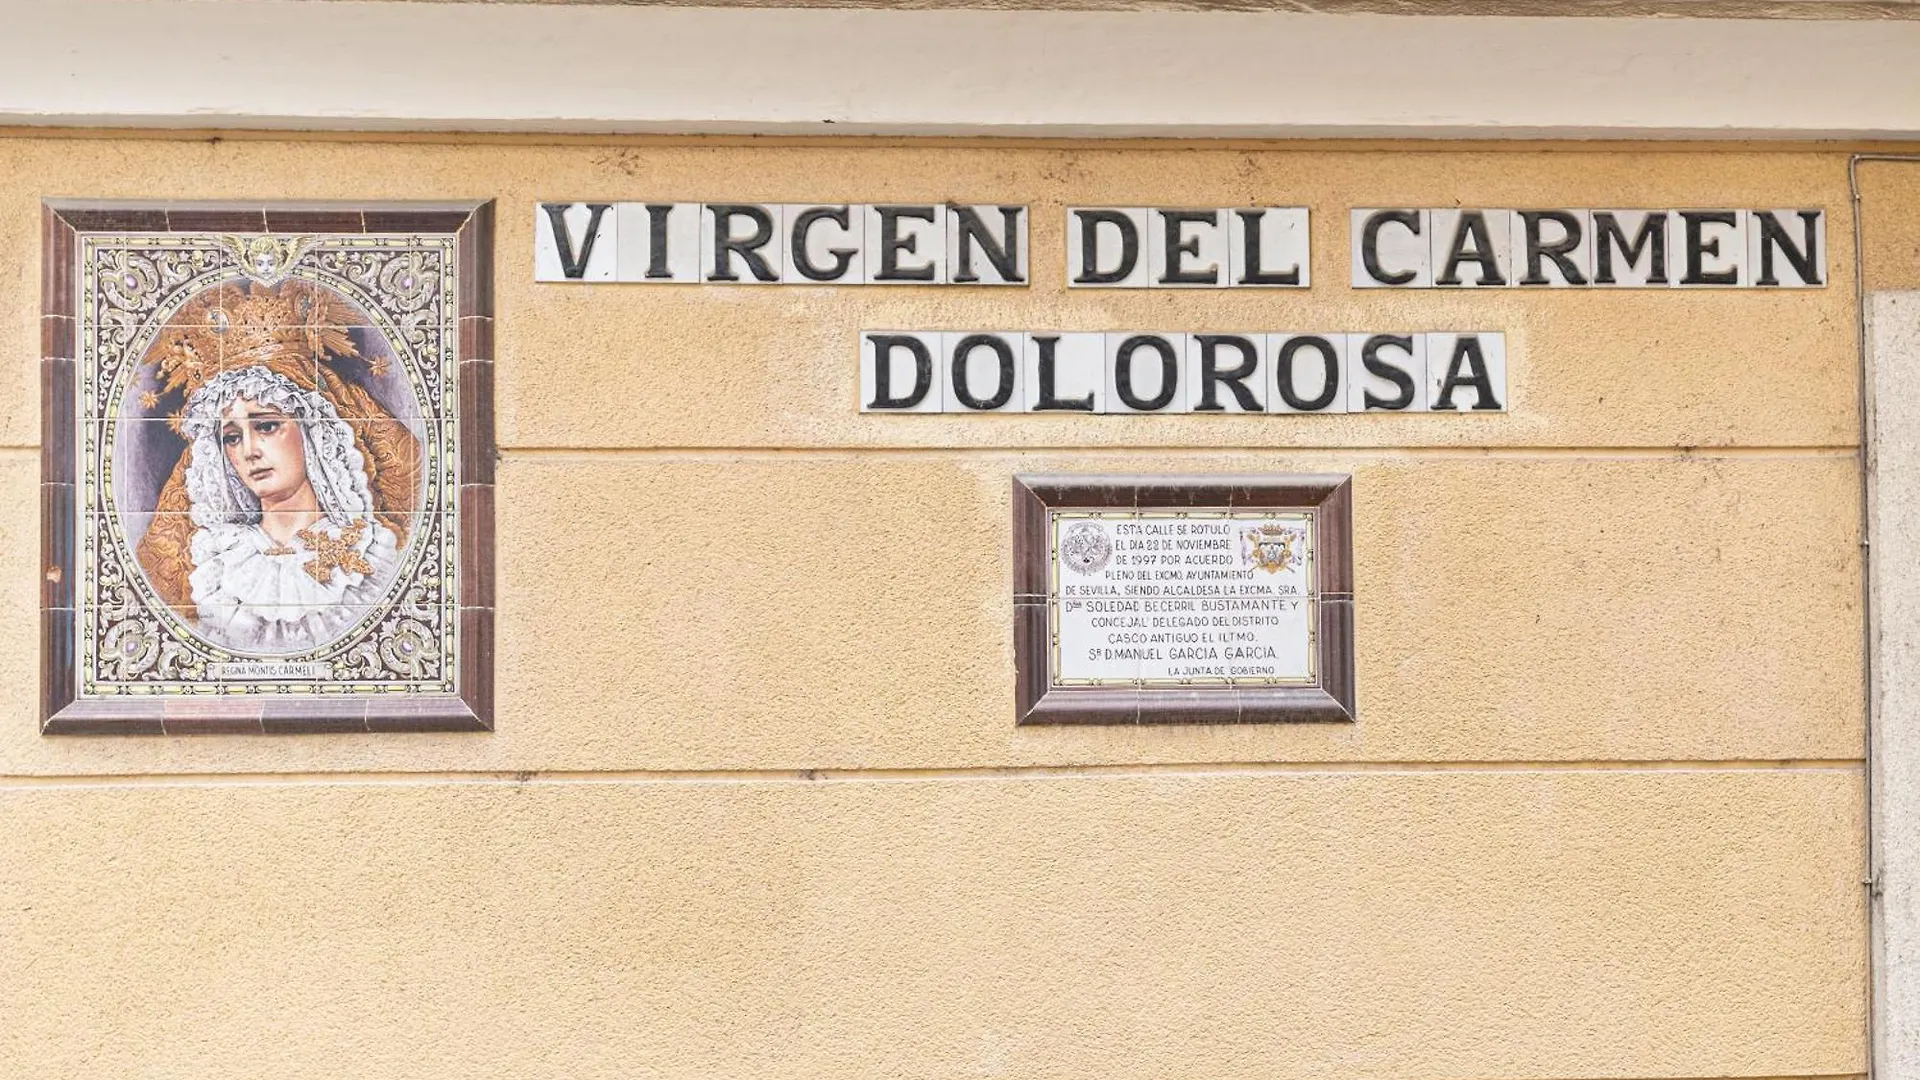 VIRGEN DEL CARMEN
DOLOROSA
REGINA MONTIS CARMELI
ESTA CALLE SE ROTULO
EL DIA 22 DE NOVIEMBRE
DE 1997 POR ACUERDO
PLENO DEL EXCMO. AYUNTAMIENTO
DE SEVILLA, SIENDO ALCALDESA LA EXCMA. SRA.
Dña SOLEDAD BECERRIL BUSTAMANTE Y
CONCEJAL DELEGADO DEL DISTRITO
CASCO ANTIGUO EL ILTMO.
SR D. MANUEL GARCIA GARCIA.
LA JUNTA DE GOBIERNO